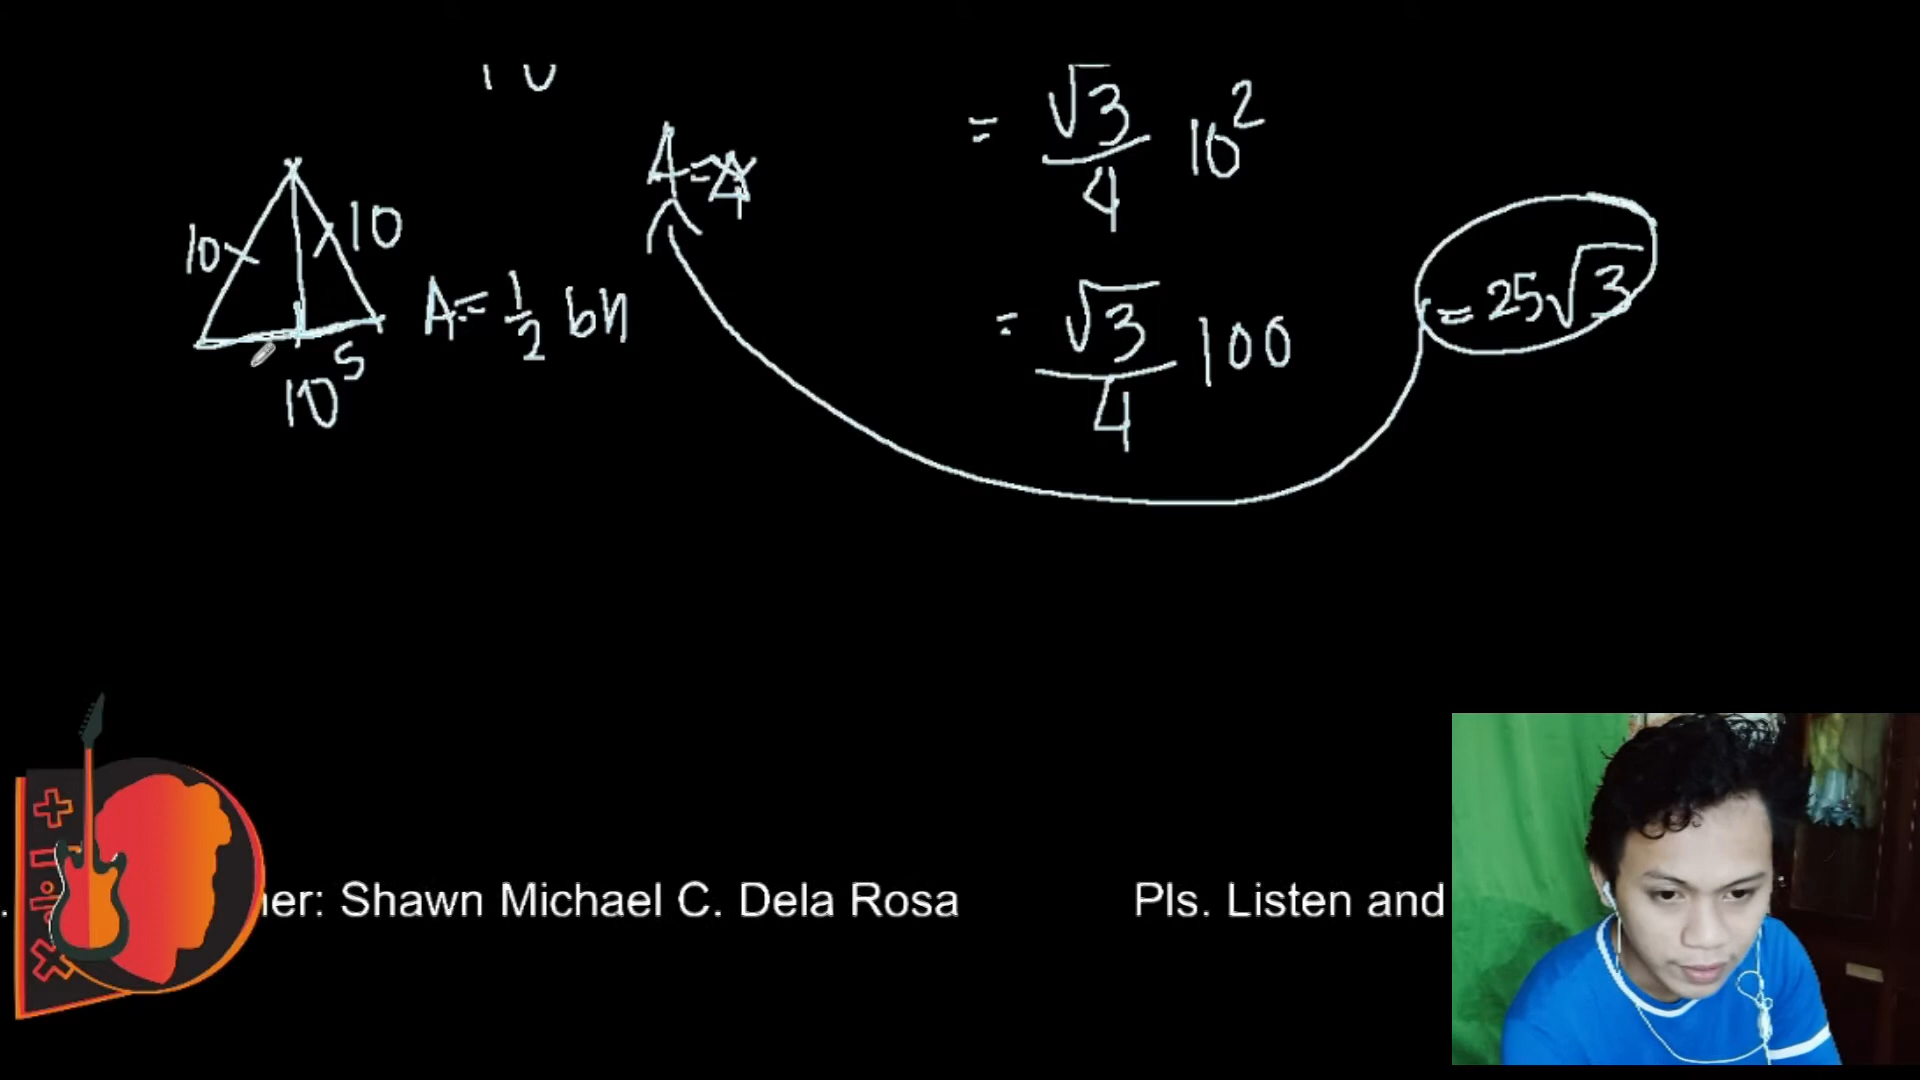 10
10
10
5
A = 1/2 bh
A =
= √3/4 10²
= √3/4 100
= 25√3
her: Shawn Michael C. Dela Rosa
Pls. Listen and